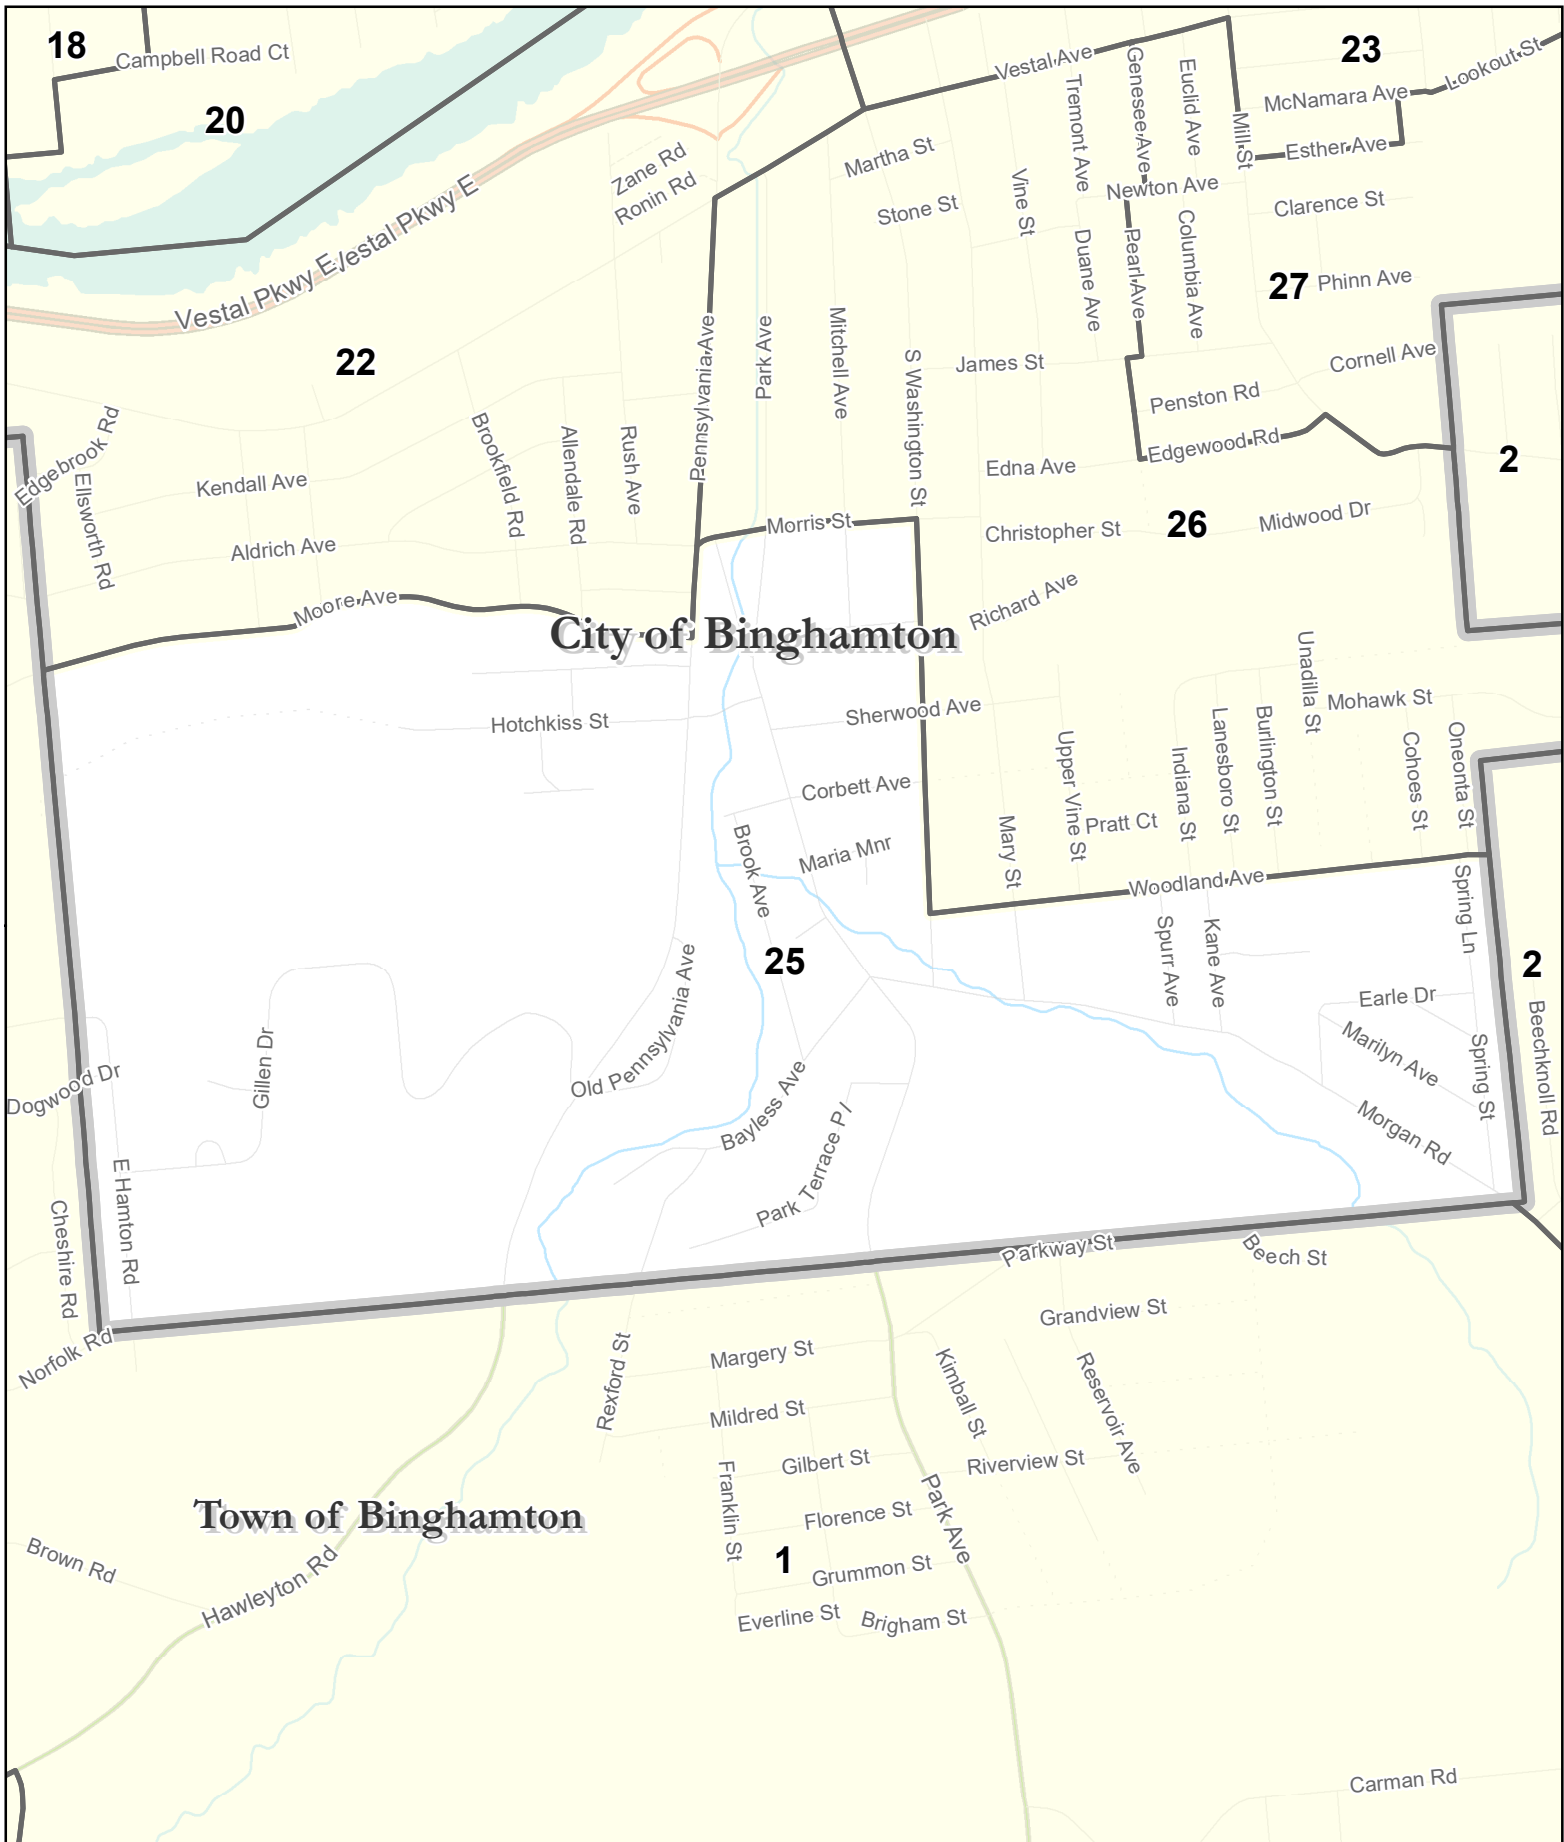 18
Campbell Road Ct
20
Vestal Ave
23
McNamara Ave
Lookout St
Esther Ave
Mill St
Euclid Ave
Genesee Ave
Tremont Ave
Martha St
Zane Rd
Ronin Rd
Stone St
Vine St
Newton Ave
Clarence St
Vestal Pkwy E
Vestal Pkwy E
Duane Ave
Pearl Ave
Columbia Ave
27
Phinn Ave
22
Pennsylvania Ave
Park Ave
Mitchell Ave
S Washington St
James St
Cornell Ave
Penston Rd
Edgewood Rd
Edgebrook Rd
Ellsworth Rd
Kendall Ave
Brookfield Rd
Allendale Rd
Rush Ave
Edna Ave
2
Aldrich Ave
Morris St
Christopher St
26
Midwood Dr
Moore Ave
Richard Ave
City of Binghamton
Unadilla St
Mohawk St
Hotchkiss St
Sherwood Ave
Upper Vine St
Indiana St
Lanesboro St
Burlington St
Cohoes St
Oneonta St
Corbett Ave
Pratt Ct
Mary St
Brook Ave
Maria Mnr
Woodland Ave
Spring Ln
25
Spurr Ave
Kane Ave
2
Earle Dr
Beechknoll Rd
Old Pennsylvania Ave
Gillen Dr
Dogwood Dr
Marilyn Ave
Spring St
Bayless Ave
Park Terrace Pl
Morgan Rd
E Hamton Rd
Cheshire Rd
Parkway St
Beech St
Norfolk Rd
Grandview St
Rexford St
Margery St
Kimball St
Reservoir Ave
Mildred St
Gilbert St
Riverview St
Franklin St
Park Ave
Town of Binghamton
Florence St
1
Brown Rd
Hawleyton Rd
Grummon St
Everline St
Brigham St
Carman Rd